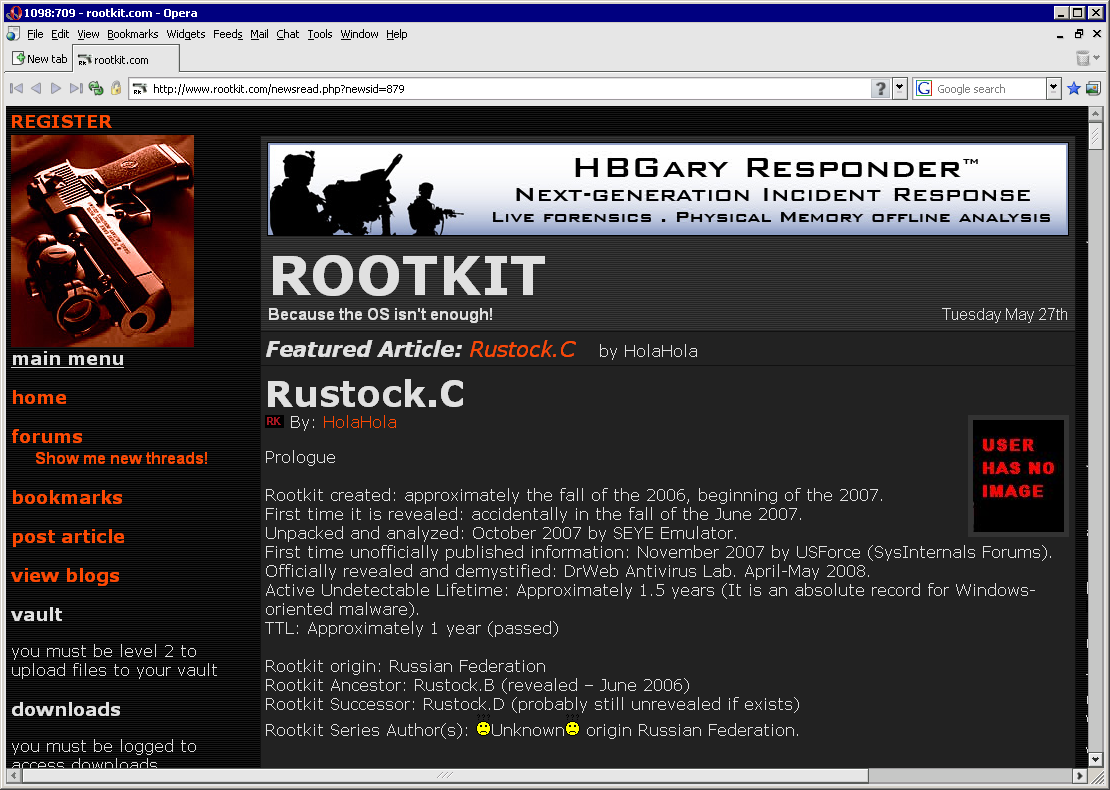 1098:709 - rootkit.com - Opera
File Edit View Bookmarks Widgets Feeds Mail Chat Tools Window Help
New tab
RK rootkit.com
RK http://www.rootkit.com/newsread.php?newsid=879
?
G Google search
REGISTER
main menu
home
forums
Show me new threads!
bookmarks
post article
view blogs
vault
you must be level 2 to
upload files to your vault
downloads
you must be logged to
access downloads
HBGary Responder™
Next-generation Incident Response
Live forensics . Physical Memory offline analysis
ROOTKIT
Because the OS isn't enough!
Tuesday May 27th
Featured Article: Rustock.C by HolaHola
Rustock.C
RK By: HolaHola
USER
HAS NO
IMAGE
Prologue
Rootkit created: approximately the fall of the 2006, beginning of the 2007.
First time it is revealed: accidentally in the fall of the June 2007.
Unpacked and analyzed: October 2007 by SEYE Emulator.
First time unofficially published information: November 2007 by USForce (SysInternals Forums).
Officially revealed and demystified: DrWeb Antivirus Lab. April-May 2008.
Active Undetectable Lifetime: Approximately 1.5 years (It is an absolute record for Windows-
oriented malware).
TTL: Approximately 1 year (passed)
Rootkit origin: Russian Federation
Rootkit Ancestor: Rustock.B (revealed – June 2006)
Rootkit Successor: Rustock.D (probably still unrevealed if exists)
Rootkit Series Author(s): Unknown origin Russian Federation.